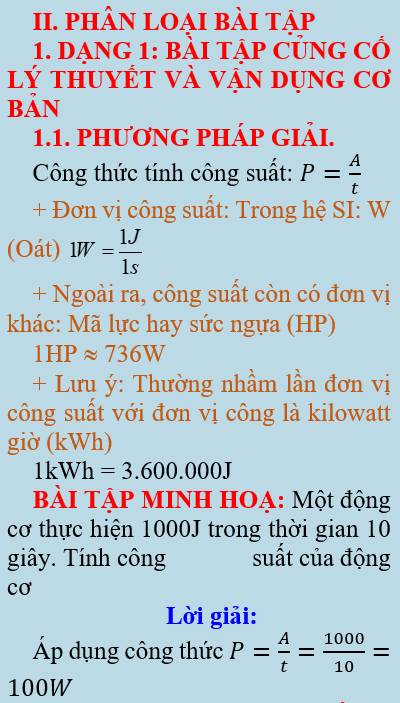 II. PHÂN LOẠI BÀI TẬP
1. DẠNG 1: BÀI TẬP CỦNG CỐ
LÝ THUYẾT VÀ VẬN DỤNG CƠ
BẢN
1.1. PHƯƠNG PHÁP GIẢI.
Công thức tính công suất: P = A/t
+ Đơn vị công suất: Trong hệ SI: W
(Oát) 1W = 1J/1s
+ Ngoài ra, công suất còn có đơn vị
khác: Mã lực hay sức ngựa (HP)
1HP ≈ 736W
+ Lưu ý: Thường nhầm lẫn đơn vị
công suất với đơn vị công là kilowatt
giờ (kWh)
1kWh = 3.600.000J
BÀI TẬP MINH HOẠ: Một động
cơ thực hiện 1000J trong thời gian 10
giây. Tính công suất của động
cơ
Lời giải:
Áp dụng công thức P = A/t = 1000/10 =
100W